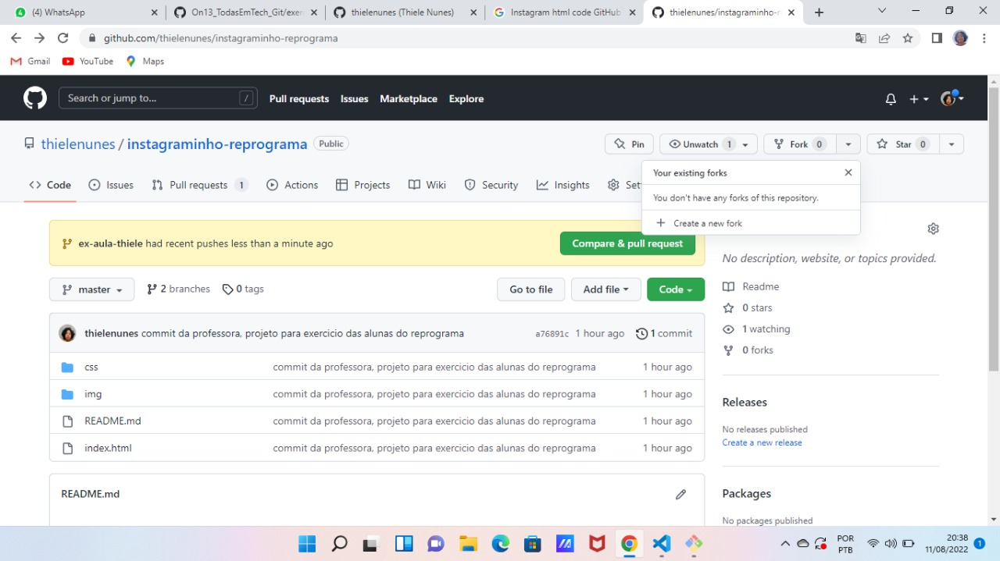 (4) WhatsApp
On13_TodasEmTech_Git/exer
thielenunes (Thiele Nunes)
Instagram html code GitHub
thielenunes/instagraminho-r
github.com/thielenunes/instagraminho-reprograma
Gmail YouTube Maps
Search or jump to... / Pull requests Issues Marketplace Explore
thielenunes / instagraminho-reprograma Public
Pin Unwatch 1 Fork 0 Star 0
Code Issues Pull requests 1 Actions Projects Wiki Security Insights Set
Your existing forks
You don't have any forks of this repository.
Create a new fork
ex-aula-thiele had recent pushes less than a minute ago Compare & pull request
No description, website, or topics provided.
Readme
0 stars
1 watching
0 forks
master 2 branches 0 tags Go to file Add file Code
thielenunes commit da professora, projeto para exercicio das alunas do reprograma a76891c 1 hour ago 1 commit
css commit da professora, projeto para exercicio das alunas do reprograma 1 hour ago
img commit da professora, projeto para exercicio das alunas do reprograma 1 hour ago
README.md commit da professora, projeto para exercicio das alunas do reprograma 1 hour ago
index.html commit da professora, projeto para exercicio das alunas do reprograma 1 hour ago
Releases
No releases published
Create a new release
README.md
Packages
No packages published
POR
PTB
20:38
11/08/2022
1